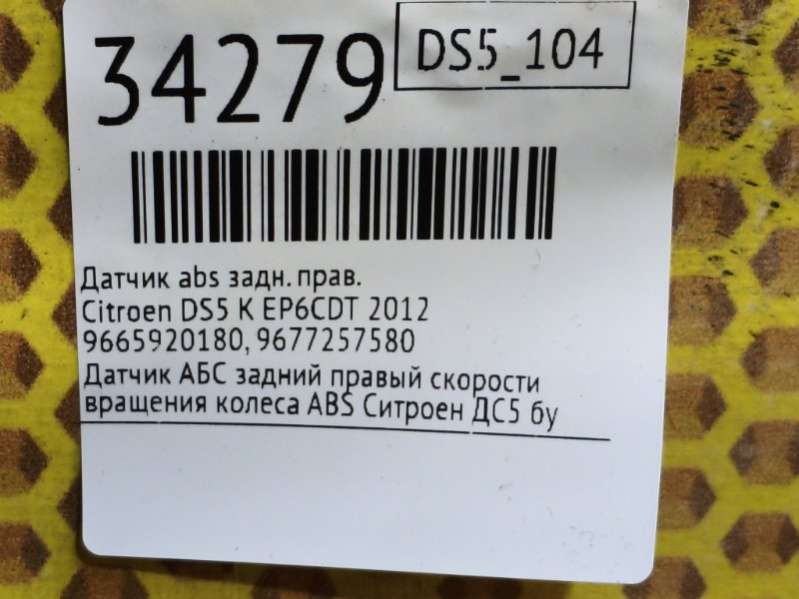 34279
DS5_104
Датчик abs задн. прав.
Citroen DS5 K EP6CDT 2012
9665920180, 9677257580
Датчик АБС задний правый скорости
вращения колеса ABS Ситроен ДС5 бу